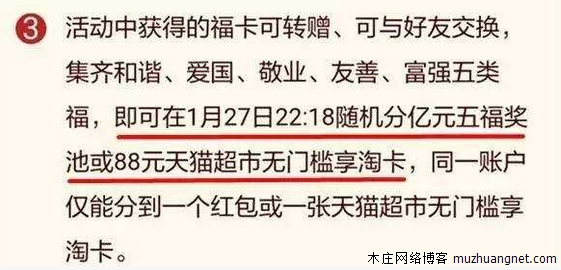 3 活动中获得的福卡可转赠、可与好友交换，
集齐和谐、爱国、敬业、友善、富强五类
福，即可在1月27日22:18随机分亿元五福奖
池或88元天猫超市无门槛享淘卡，同一账户
仅能分到一个红包或一张天猫超市无门槛享
淘卡。
木庄网络博客 muzhuangnet.com